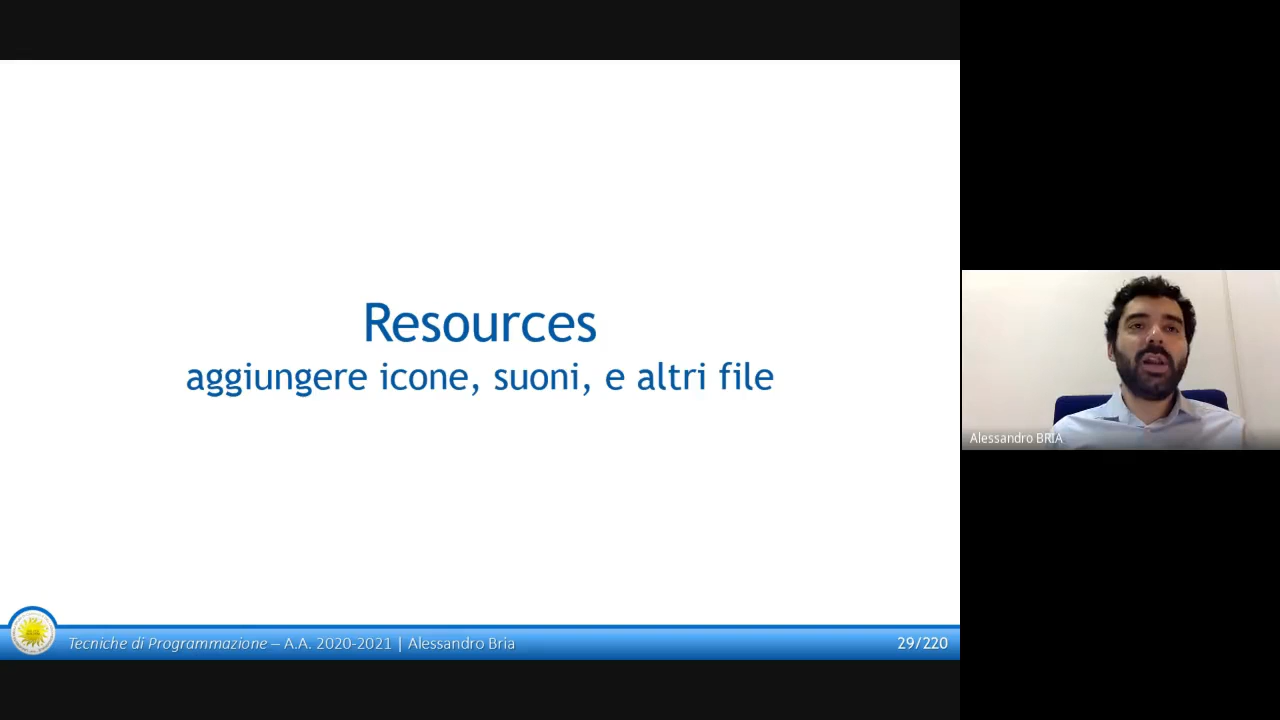 Resources
aggiungere icone, suoni, e altri file
Alessandro BRIA
Tecniche di Programmazione – A.A. 2020-2021 | Alessandro Bria
29/220